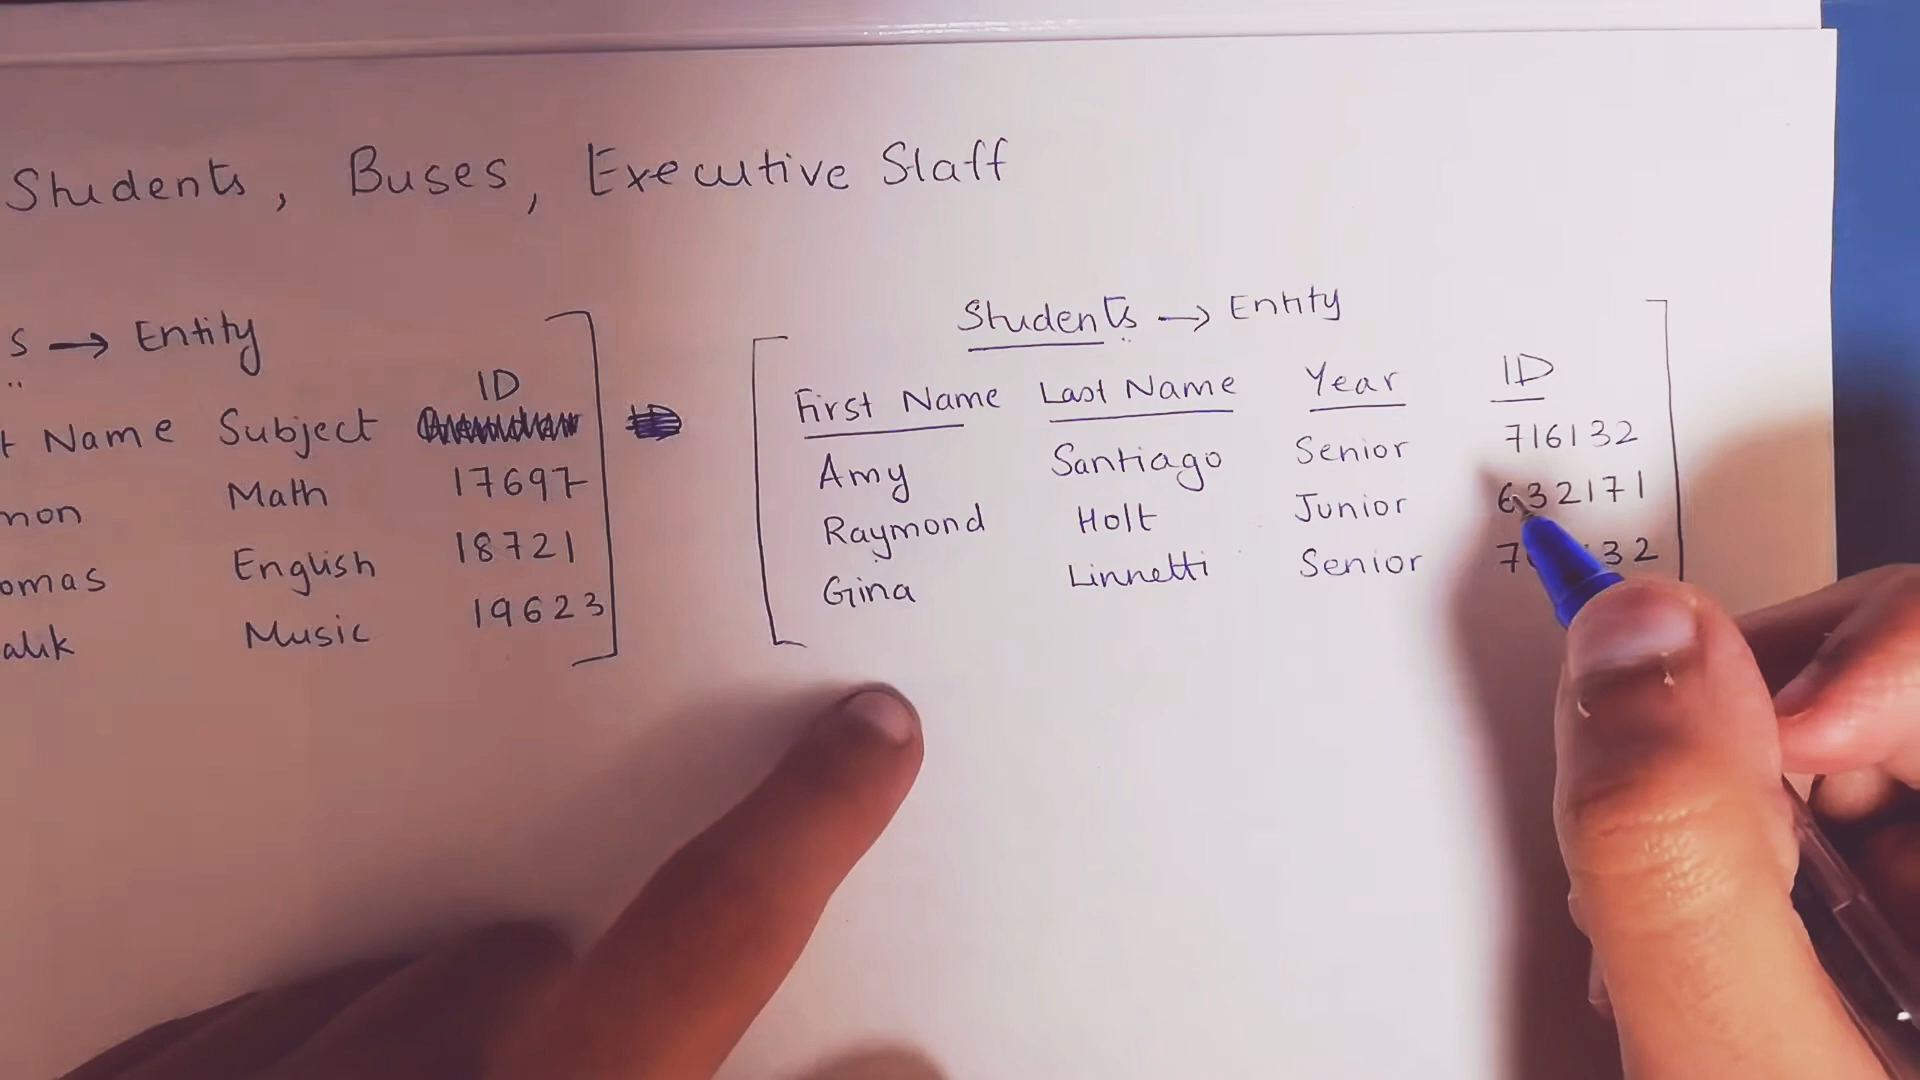 Students, Buses, Executive Staff
s → Entity
Name Subject ID
Math 17697
omas English 18721
alik Music 19623
Students → Entity
First Name Last Name Year ID
Amy Santiago Senior 716132
Raymond Holt Junior 632171
Gina Linnetti Senior